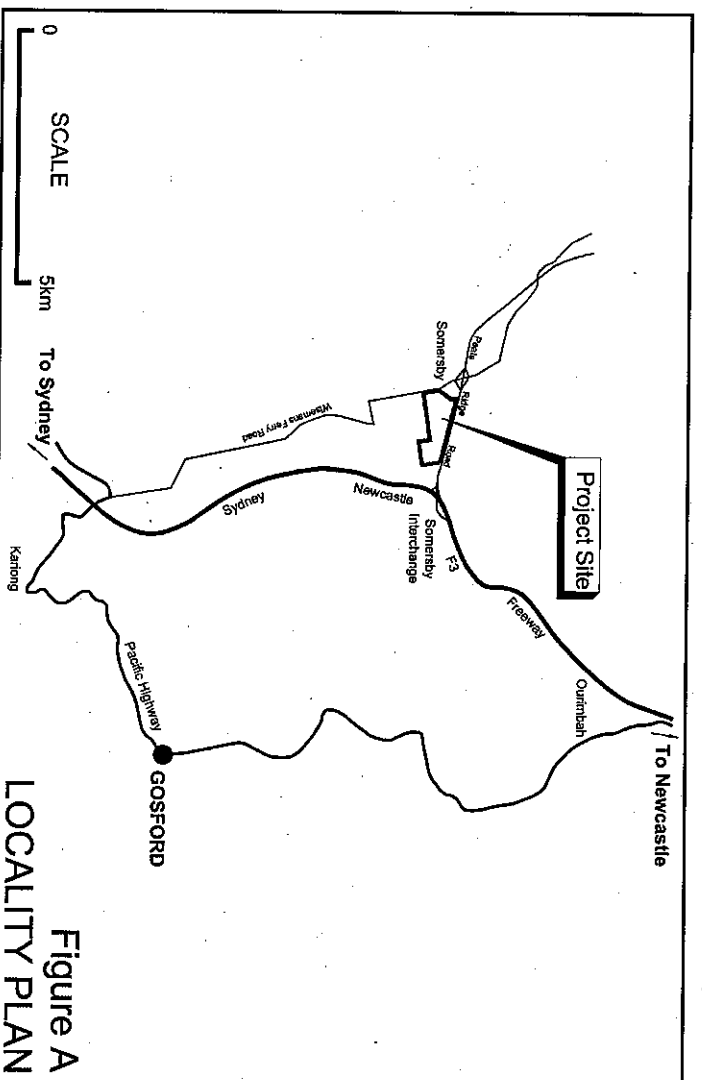 To Newcastle
Ourimbah
Freeway
F3
Project Site
Somersby
Interchange
Peats
Ridge
Road
Somersby
Newcastle
Sydney
Wisemans Ferry Road
GOSFORD
Pacific Highway
Kariong
To Sydney
0
5km
SCALE
Figure A
LOCALITY PLAN